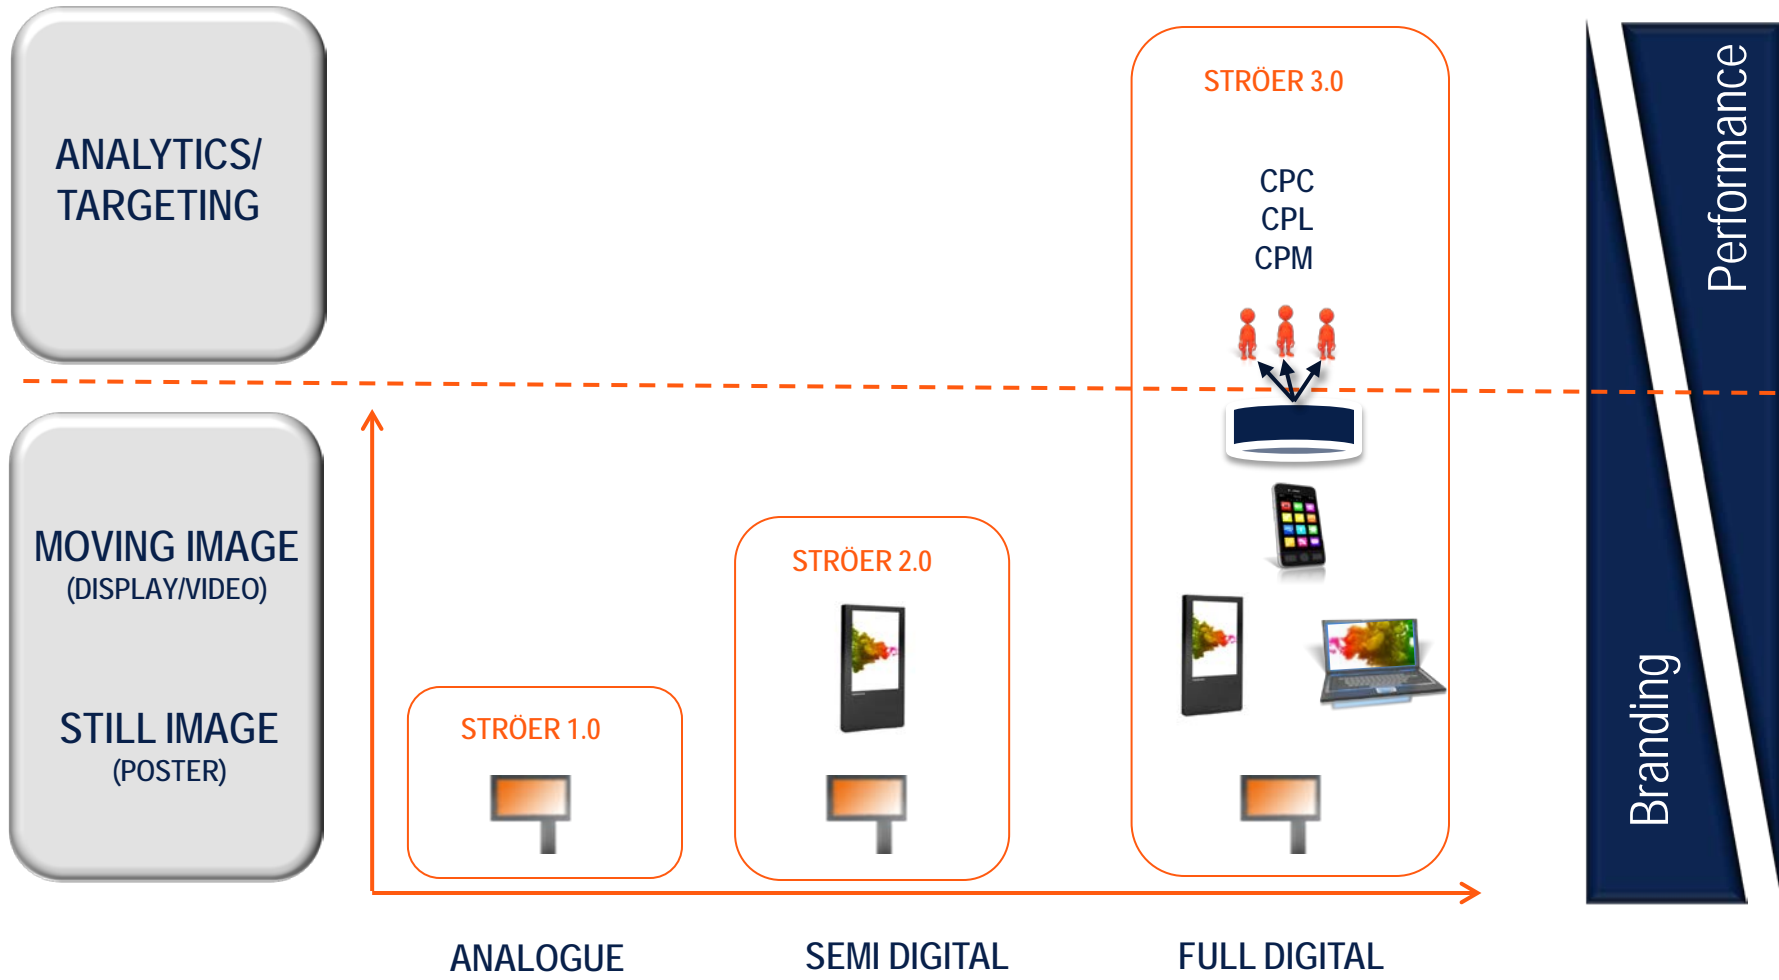 ANALYTICS/
TARGETING
MOVING IMAGE
(DISPLAY/VIDEO)
STILL IMAGE
(POSTER)
STRÖER 1.0
STRÖER 2.0
STRÖER 3.0
CPC
CPL
CPM
ANALOGUE
SEMI DIGITAL
FULL DIGITAL
Performance
Branding